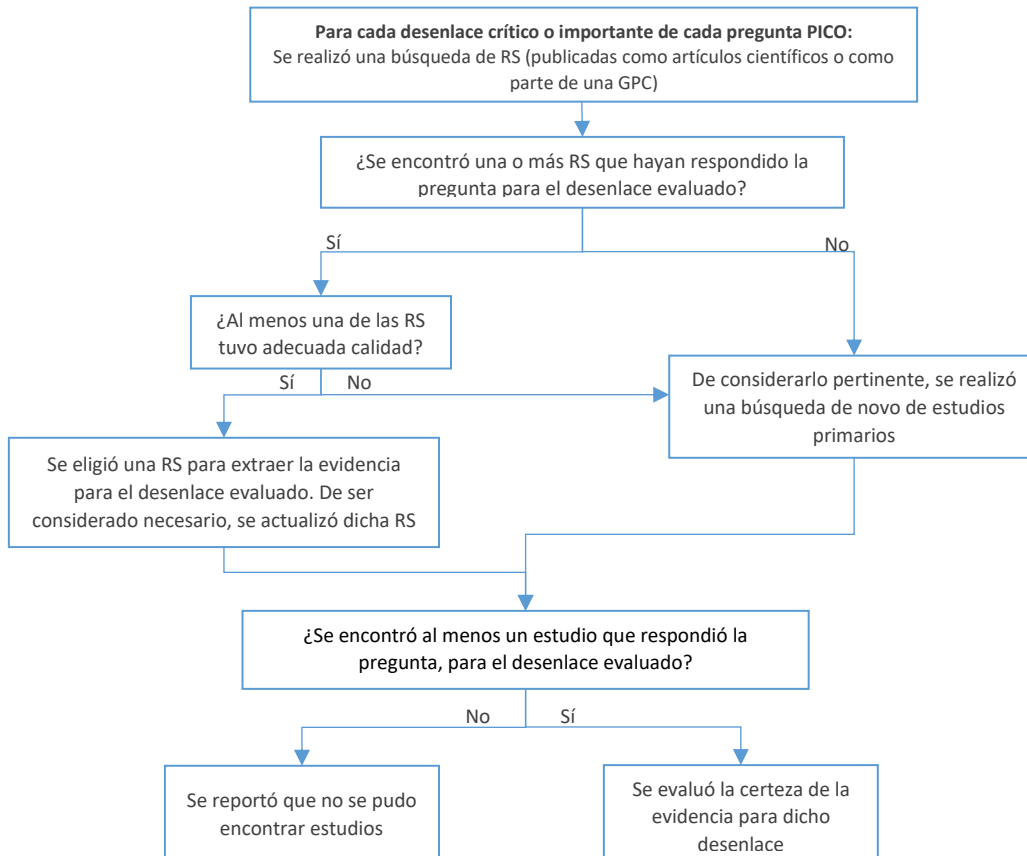 Para cada desenlace crítico o importante de cada pregunta PICO:
Se realizó una búsqueda de RS (publicadas como artículos científicos o como
parte de una GPC)
¿Se encontró una o más RS que hayan respondido la
pregunta para el desenlace evaluado?
Sí
No
¿Al menos una de las RS
tuvo adecuada calidad?
Sí
No
De considerarlo pertinente, se realizó
una búsqueda de novo de estudios
primarios
Se eligió una RS para extraer la evidencia
para el desenlace evaluado. De ser
considerado necesario, se actualizó dicha RS
¿Se encontró al menos un estudio que respondió la
pregunta, para el desenlace evaluado?
No
Sí
Se reportó que no se pudo
encontrar estudios
Se evaluó la certeza de la
evidencia para dicho
desenlace